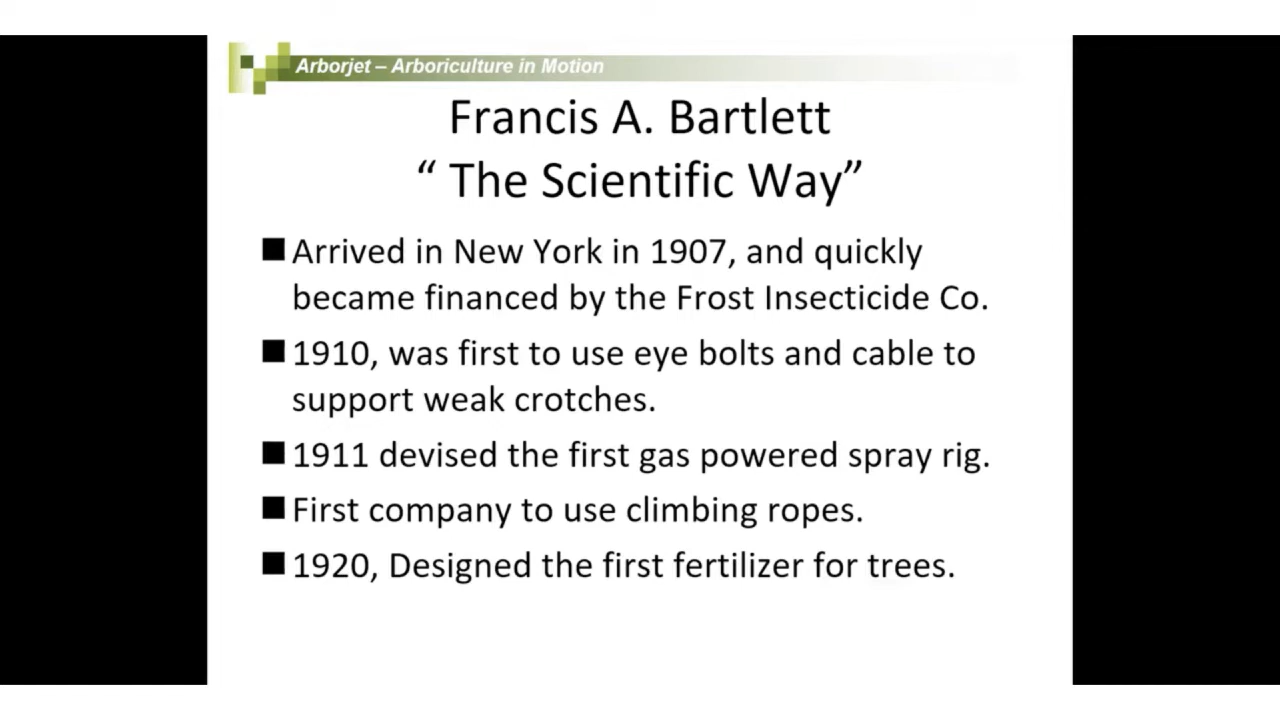 Arborjet – Arboriculture in Motion
Francis A. Bartlett
“ The Scientific Way”
■ Arrived in New York in 1907, and quickly
became financed by the Frost Insecticide Co.
■ 1910, was first to use eye bolts and cable to
support weak crotches.
■ 1911 devised the first gas powered spray rig.
■ First company to use climbing ropes.
■ 1920, Designed the first fertilizer for trees.